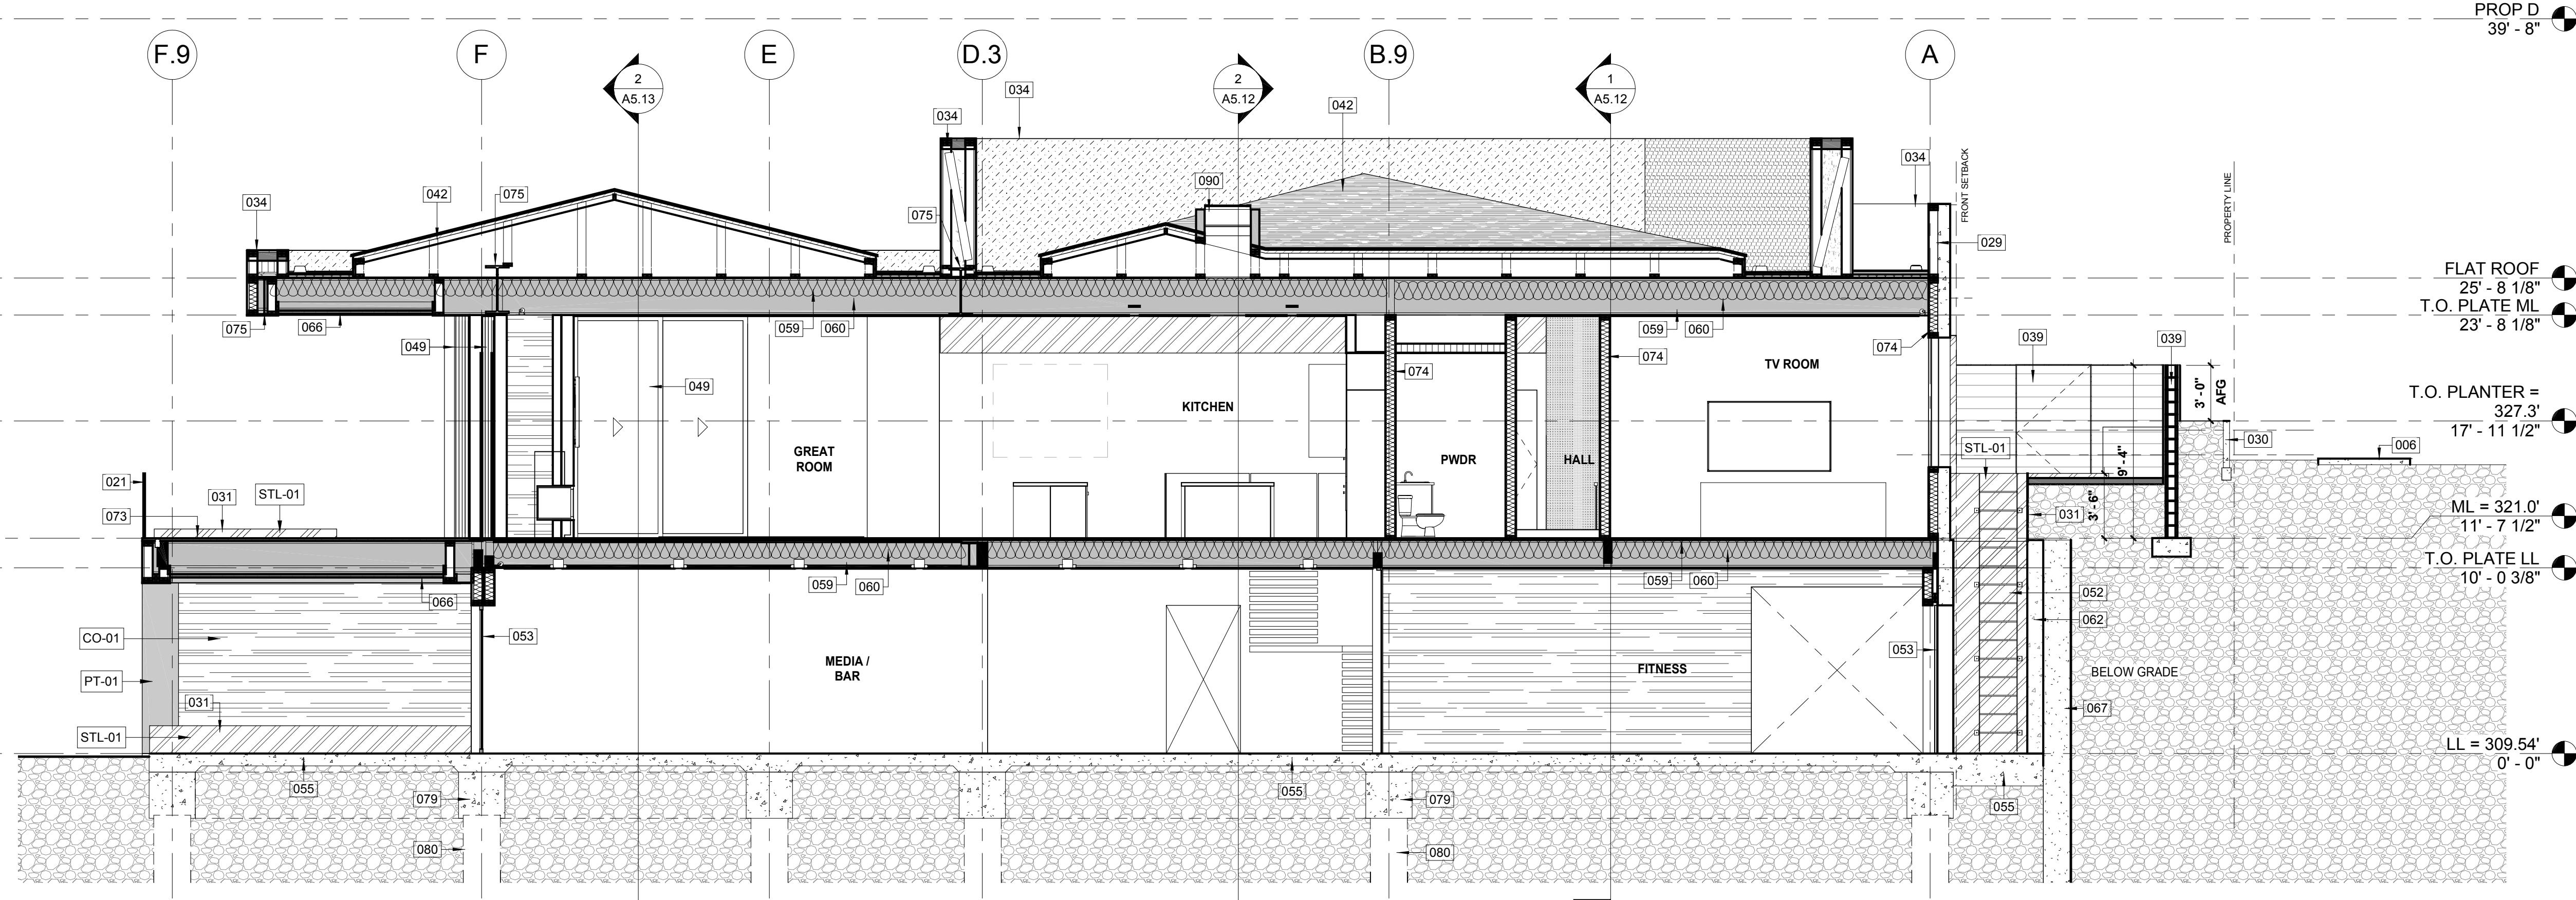 PROP D
39' - 8"
F.9
F
E
D.3
B.9
A
2
A5.13
2
A5.12
1
A5.12
034
034
042
090
075
034
042
075
034
029
FRONT SETBACK
PROPERTY LINE
FLAT ROOF
25' - 8 1/8"
T.O. PLATE ML
23' - 8 1/8"
075
066
059
060
059
060
049
074
074
074
039
039
TV ROOM
049
3' -0"
AFG
T.O. PLANTER =
327.3'
17' - 11 1/2"
KITCHEN
GREAT
ROOM
PWDR
HALL
STL-01
9' -4"
030
006
021
031
STL-01
073
3' -6"
031
ML = 321.0'
11' - 7 1/2"
T.O. PLATE LL
10' - 0 3/8"
059
060
059
060
066
052
062
CO-01
053
053
MEDIA /
BAR
FITNESS
BELOW GRADE
PT-01
031
067
STL-01
LL = 309.54'
0' - 0"
055
055
055
079
079
080
080